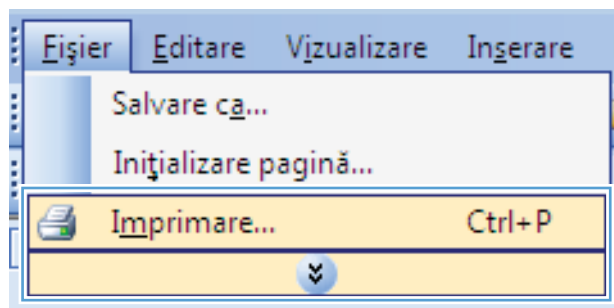 Fişier Editare Vizualizare Inserare
Salvare ca...
Iniţializare pagină...
Imprimare... Ctrl+P